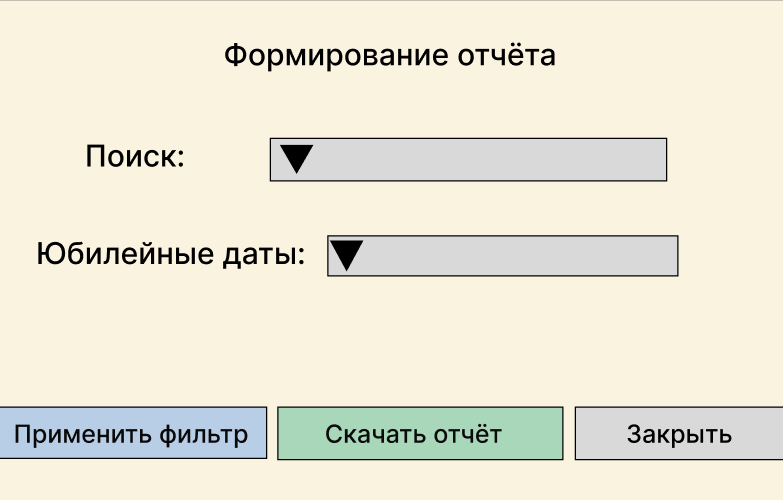 Формирование отчёта
Поиск:
Юбилейные даты:
Применить фильтр
Скачать отчёт
Закрыть